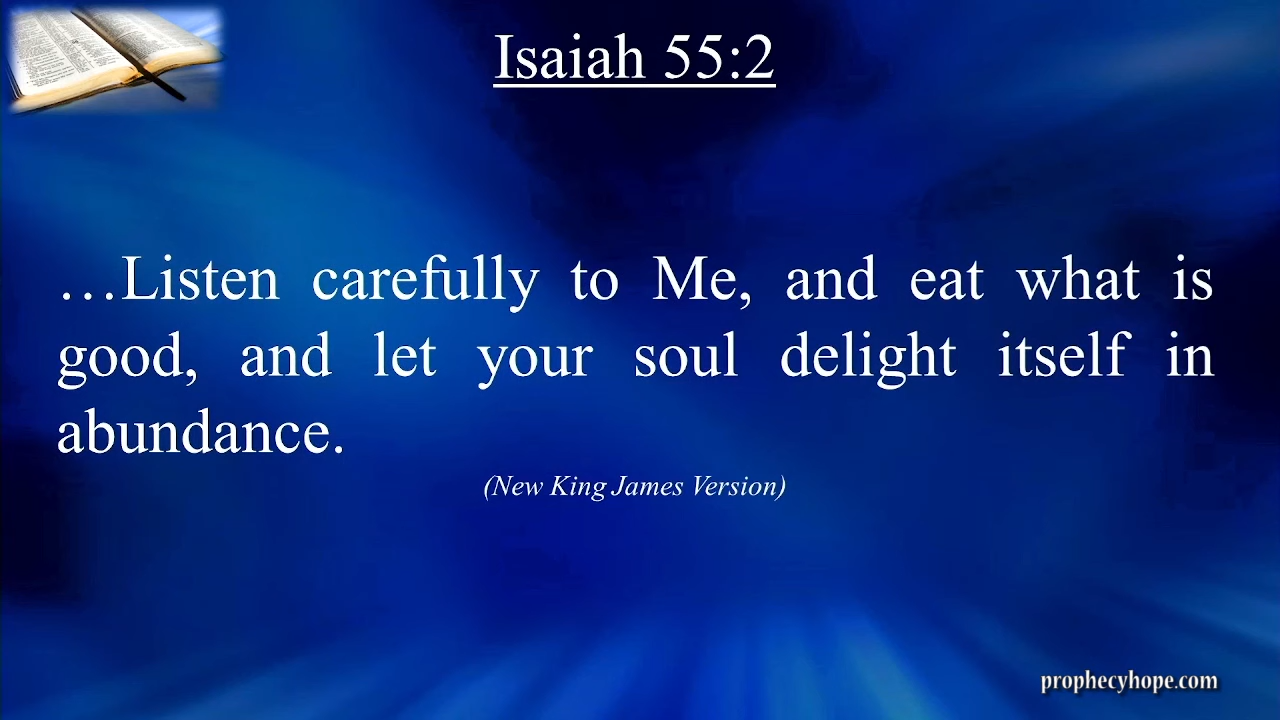 Isaiah 55:2
…Listen carefully to Me, and eat what is
good, and let your soul delight itself in
abundance.
(New King James Version)
prophecyhope.com